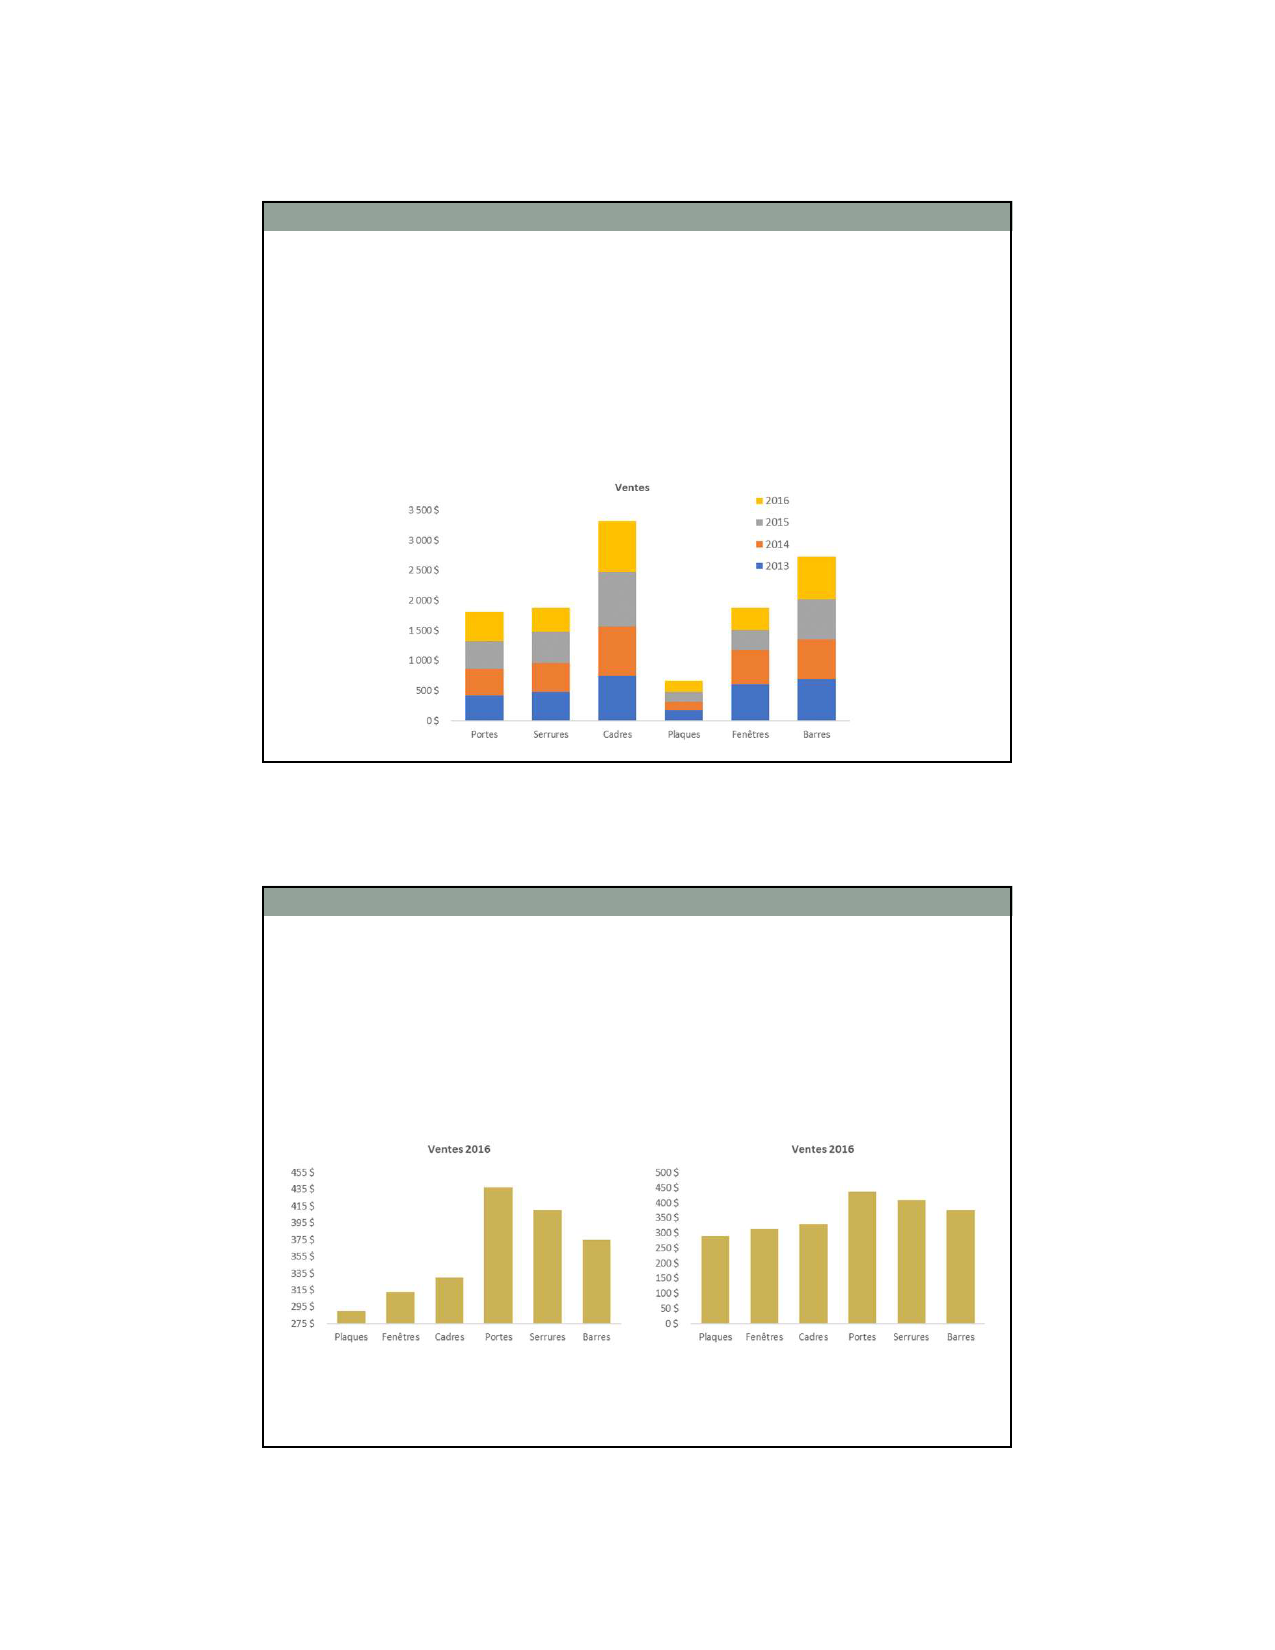 Ventes
2016
3 500 $
2015
3 000 $
2014
2 500 $
2013
2 000 $
1 500 $
1 000 $
500 $
0 $
Portes Serrures Cadres Plaques Fenêtres Barres
Ventes 2016
455 $
435 $
415 $
395 $
375 $
355 $
335 $
315 $
295 $
275 $
Plaques Fenêtres Cadres Portes Serrures Barres
Ventes 2016
500 $
450 $
400 $
350 $
300 $
250 $
200 $
150 $
100 $
50 $
0 $
Plaques Fenêtres Cadres Portes Serrures Barres